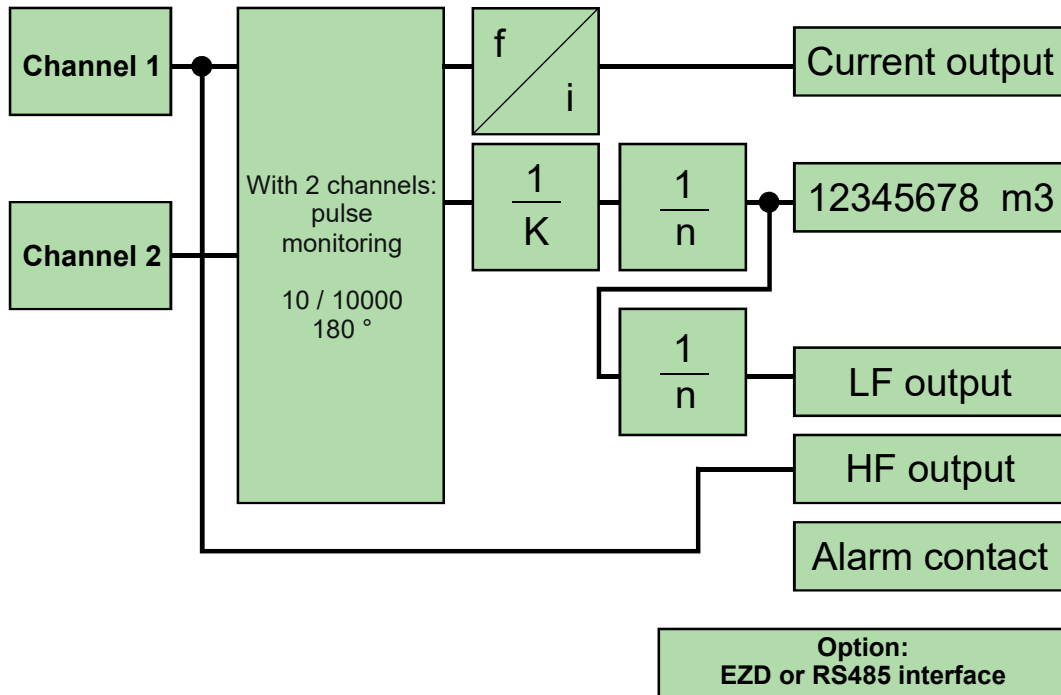 Channel 1
Channel 2
With 2 channels:
pulse
monitoring
10 / 10000
180 °
f
i
Current output
1
K
1
n
12345678 m3
1
n
LF output
HF output
Alarm contact
Option:
EZD or RS485 interface